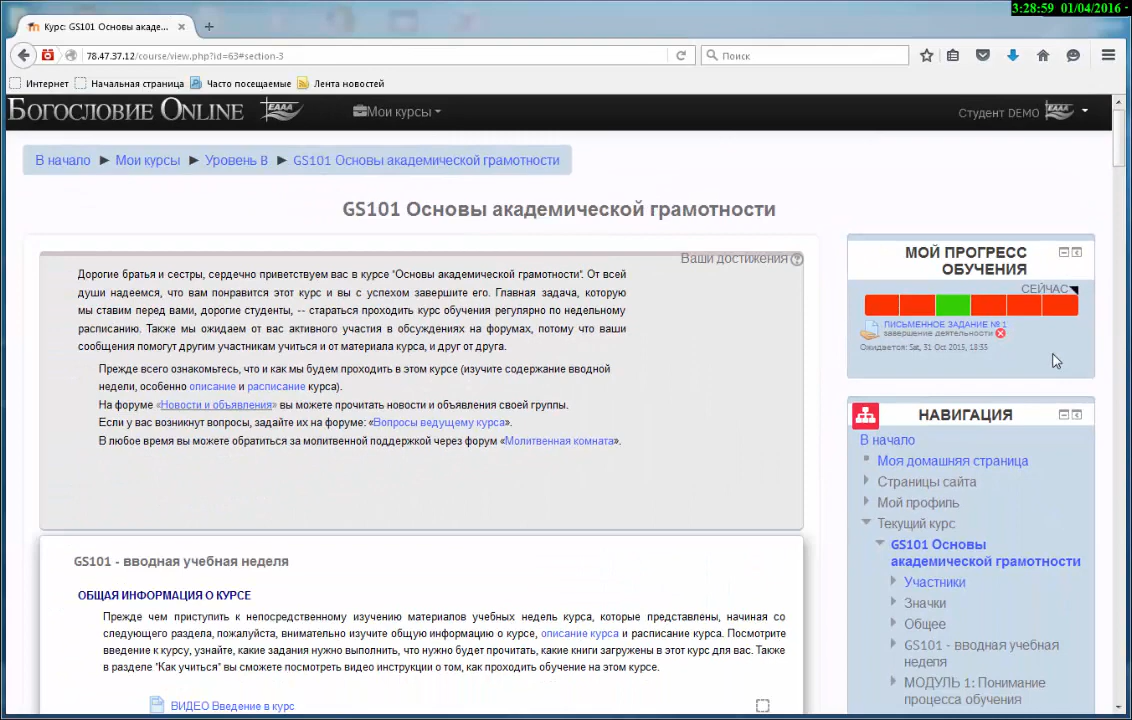 3:28:59 01/04/2016
Курс: GS101 Основы акаде...
78.47.37.12/course/view.php?id=63#section-3
Поиск
Интернет Начальная страница Часто посещаемые Лента новостей
Богословие Online ЕААА Мои курсы Студент DEMO
В начало ► Мои курсы ► Уровень B ► GS101 Основы академической грамотности
GS101 Основы академической грамотности
Ваши достижения
Дорогие братья и сестры, сердечно приветствуем вас в курсе "Основы академической грамотности". От всей
души надеемся, что вам понравится этот курс и вы с успехом завершите его. Главная задача, которую
мы ставим перед вами, дорогие студенты, -- стараться проходить курс обучения регулярно по недельному
расписанию. Также мы ожидаем от вас активного участия в обсуждениях на форумах, потому что ваши
сообщения помогут другим участникам учиться и от материала курса, и друг от друга.
Прежде всего ознакомьтесь, что и как мы будем проходить в этом курсе (изучите содержание вводной
недели, особенно описание и расписание курса).
На форуме «Новости и объявления» вы можете прочитать новости и объявления своей группы.
Если у вас возникнут вопросы, задайте их на форуме: «Вопросы ведущему курса».
В любое время вы можете обратиться за молитвенной поддержкой через форум «Молитвенная комната».
GS101 - вводная учебная неделя
ОБЩАЯ ИНФОРМАЦИЯ О КУРСЕ
Прежде чем приступить к непосредственному изучению материалов учебных недель курса, которые представлены, начиная со
следующего раздела, пожалуйста, внимательно изучите общую информацию о курсе, описание курса и расписание курса. Посмотрите
введение к курсу, узнайте, какие задания нужно выполнить, что нужно будет прочитать, какие книги загружены в этот курс для вас. Также
в разделе "Как учиться" вы сможете посмотреть видео инструкции о том, как проходить обучение на этом курсе.
ВИДЕО Введение в курс
МОЙ ПРОГРЕСС
ОБУЧЕНИЯ
СЕЙЧАС
ПИСЬМЕННОЕ ЗАДАНИЕ № 1
завершение деятельности
Ожидается: Sat, 31 Oct 2015, 18:35
НАВИГАЦИЯ
В начало
Моя домашняя страница
Страницы сайта
Мой профиль
Текущий курс
GS101 Основы
академической грамотности
Участники
Значки
Общее
GS101 - вводная учебная
неделя
МОДУЛЬ 1: Понимание
процесса обучения